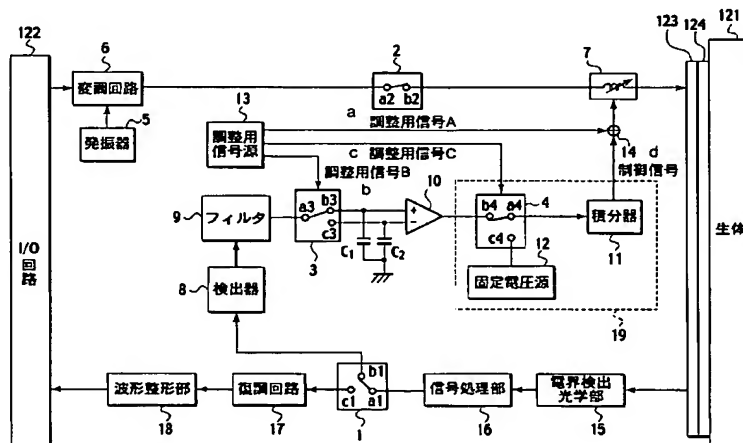 122
6
変調回路
発振器
5
2
a2 b2
a
7
123
124
121
13
調整用
信号源
調整用信号A
c 調整用信号C
調整用信号B
b
14
d
制御信号
10
9
フィルタ
a3
b3
c3
3
C1
C2
+
−
b4
a4
c4
4
積分器
11
12
固定電圧源
19
I/O
回路
生体
8
検出器
b1
c1
a1
1
波形整形部
18
復調回路
17
信号処理部
16
電界検出
光学部
15